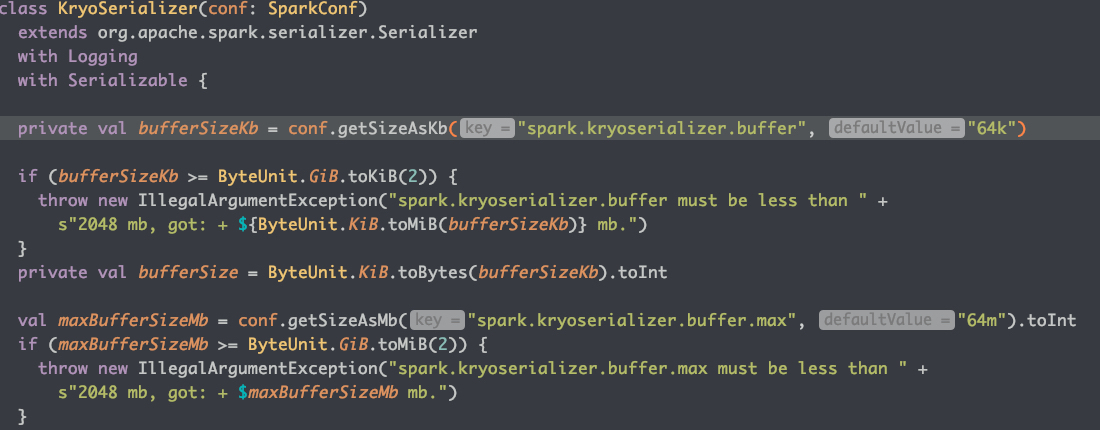 class KryoSerializer(conf: SparkConf)
extends org.apache.spark.serializer.Serializer
with Logging
with Serializable {
private val bufferSizeKb = conf.getSizeAsKb( key = "spark.kryoserializer.buffer", defaultValue = "64k")
if (bufferSizeKb >= ByteUnit.GiB.toKiB(2)) {
throw new IllegalArgumentException("spark.kryoserializer.buffer must be less than " +
s"2048 mb, got: + ${ByteUnit.KiB.toMiB(bufferSizeKb)} mb.")
}
private val bufferSize = ByteUnit.KiB.toBytes(bufferSizeKb).toInt
val maxBufferSizeMb = conf.getSizeAsMb( key = "spark.kryoserializer.buffer.max", defaultValue = "64m").toInt
if (maxBufferSizeMb >= ByteUnit.GiB.toMiB(2)) {
throw new IllegalArgumentException("spark.kryoserializer.buffer.max must be less than " +
s"2048 mb, got: + $maxBufferSizeMb mb.")
}